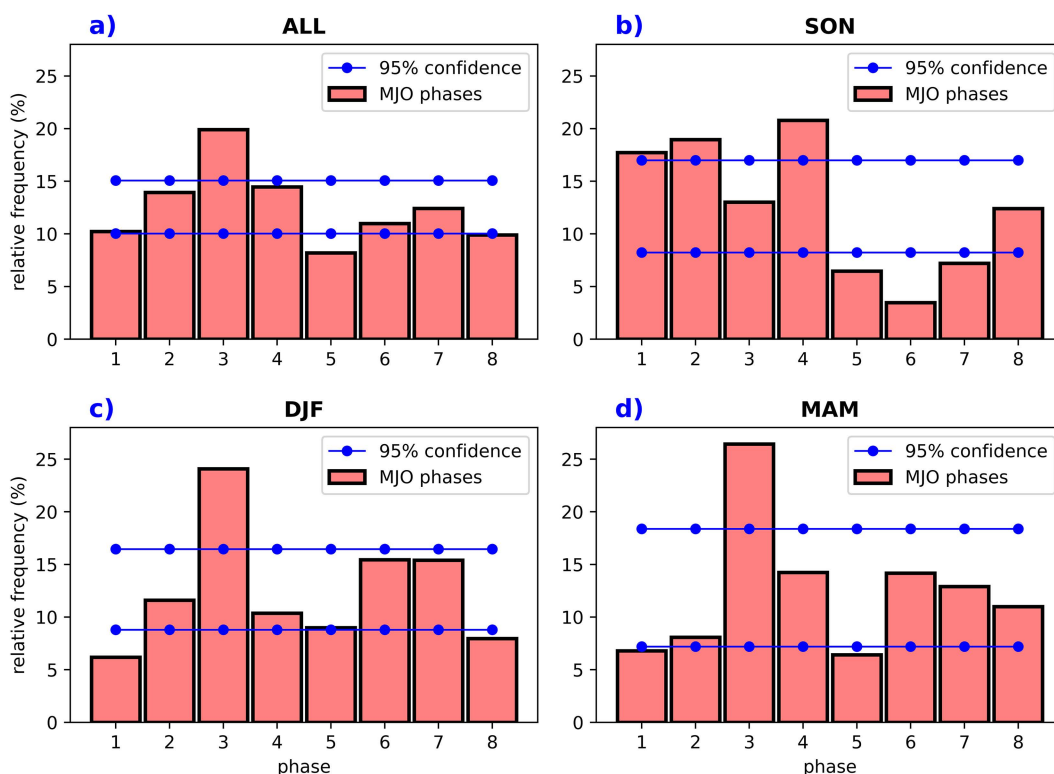 a) ALL
95% confidence
MJO phases
relative frequency (%)
25
20
15
10
5
0
1 2 3 4 5 6 7 8
b) SON
95% confidence
MJO phases
25
20
15
10
5
0
1 2 3 4 5 6 7 8
c) DJF
95% confidence
MJO phases
relative frequency (%)
25
20
15
10
5
0
1 2 3 4 5 6 7 8
phase
d) MAM
95% confidence
MJO phases
25
20
15
10
5
0
1 2 3 4 5 6 7 8
phase